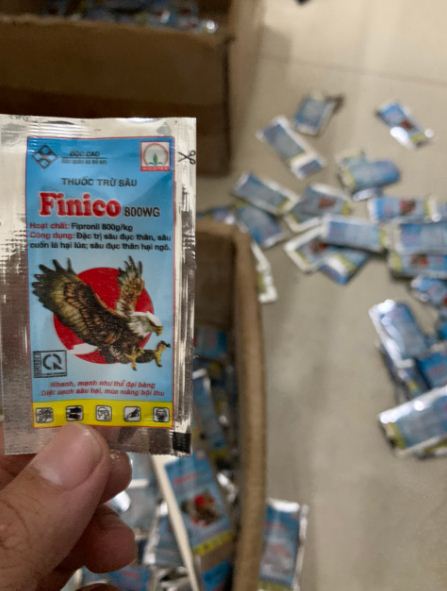 ĐỘC CAO
THUỐC TRỪ SÂU
Finico 800WG
Hoạt chất: Fipronil 800g/kg
Công dụng: Đặc trị sâu đục thân, sâu
cuốn lá hại lúa; sâu đục thân hại ngô.
Nhanh, mạnh như thể đại bàng
Diệt sạch sâu hại, mùa màng bội thu